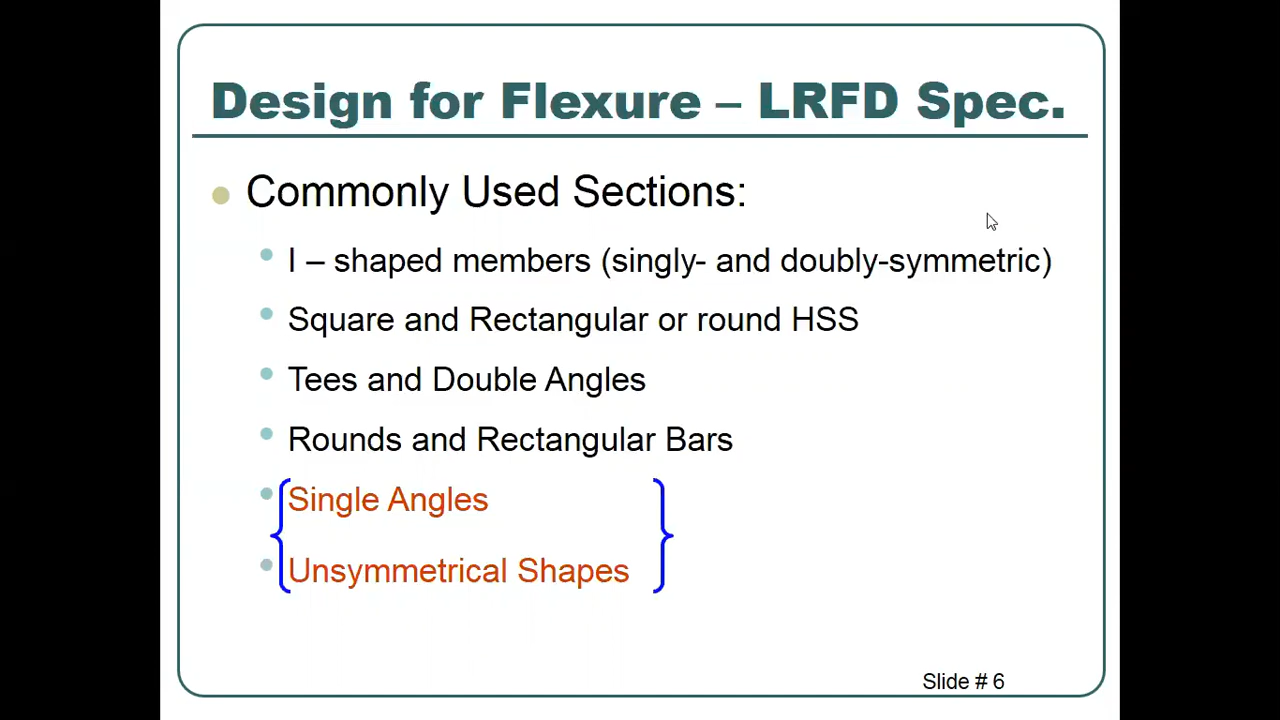 Design for Flexure – LRFD Spec.
Commonly Used Sections:
I – shaped members (singly- and doubly-symmetric)
Square and Rectangular or round HSS
Tees and Double Angles
Rounds and Rectangular Bars
Single Angles
Unsymmetrical Shapes
Slide # 6